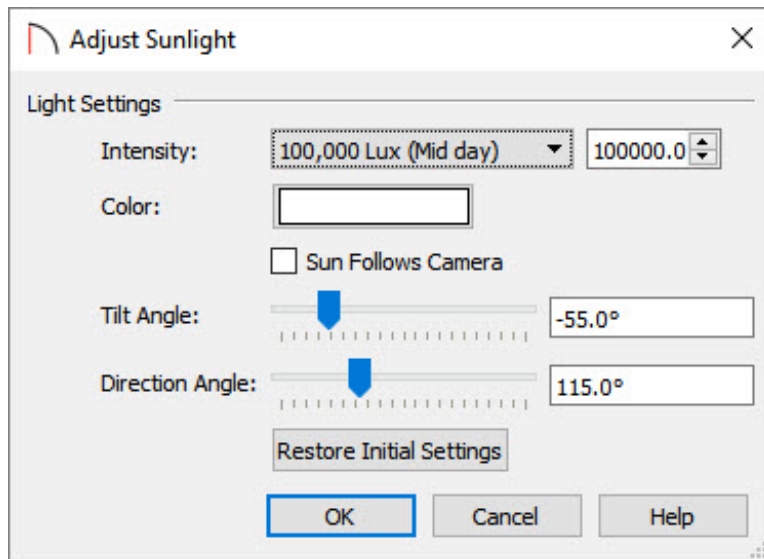 Adjust Sunlight
Light Settings
Intensity: 100,000 Lux (Mid day) 100000.0
Color:
Sun Follows Camera
Tilt Angle: -55.0°
Direction Angle: 115.0°
Restore Initial Settings
OK Cancel Help